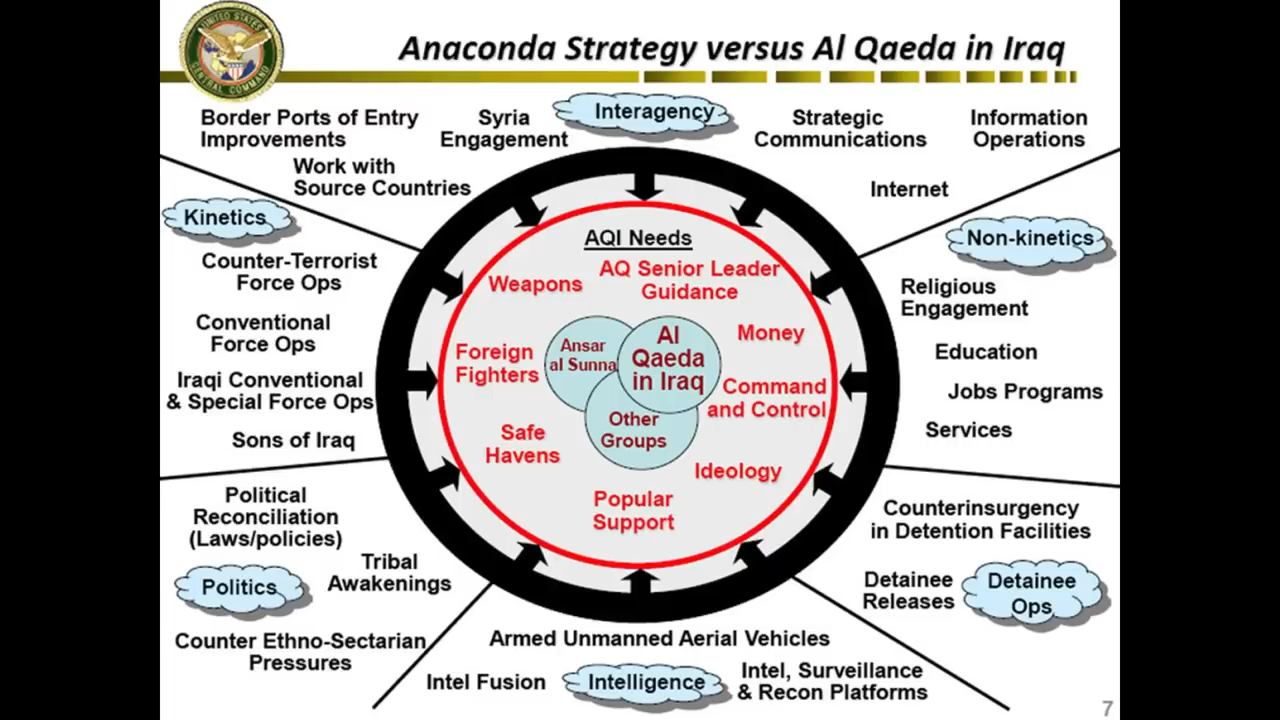 UNITED STATES
CENTRAL COMMAND
Anaconda Strategy versus Al Qaeda in Iraq
Border Ports of Entry
Improvements
Syria
Engagement
Interagency
Strategic
Communications
Information
Operations
Work with
Source Countries
Internet
Kinetics
Counter-Terrorist
Force Ops
Conventional
Force Ops
Iraqi Conventional
& Special Force Ops
Sons of Iraq
AQI Needs
Weapons
AQ Senior Leader
Guidance
Money
Foreign
Fighters
Ansar
al Sunna
Al
Qaeda
in Iraq
Command
and Control
Other
Groups
Safe
Havens
Ideology
Popular
Support
Non-kinetics
Religious
Engagement
Education
Jobs Programs
Services
Political
Reconciliation
(Laws/policies)
Tribal
Awakenings
Politics
Counter Ethno-Sectarian
Pressures
Counterinsurgency
in Detention Facilities
Detainee
Releases
Detainee
Ops
Armed Unmanned Aerial Vehicles
Intel Fusion
Intelligence
Intel, Surveillance
& Recon Platforms
7